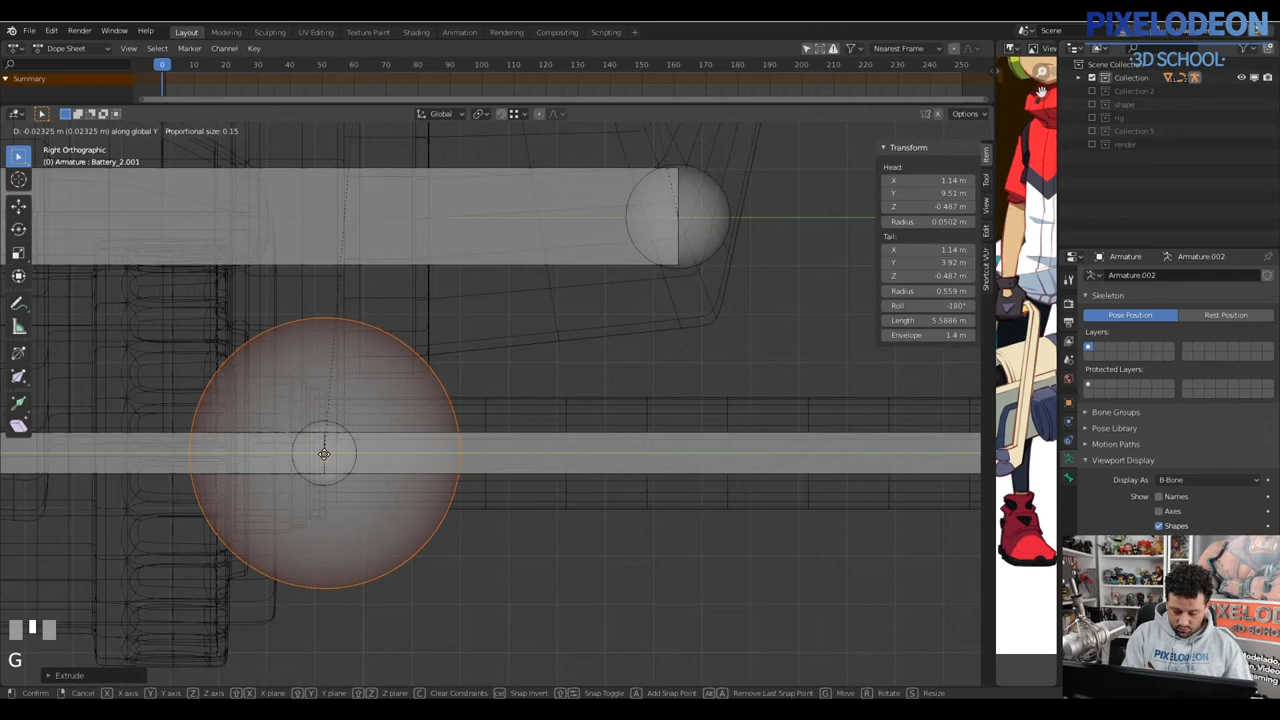 PIXELODEON
·3D SCHOOL·
File Edit Render Window Help Layout Modeling Sculpting UV Editing Texture Paint Shading Animation Rendering Compositing Scripting + Scene
Dope Sheet View Select Marker Channel Key Nearest Frame View
0 10 20 30 40 50 60 70 80 90 100 110 120 130 140 150 160 170 180 190 200 210 220 230 240 250
Summary
Scene Collection
Collection
Collection 2
shape
rig
Collection 5
render
Global Options
D: -0.02325 m (0.02325 m) along global Y Proportional size: 0.15
Right Orthographic
(0) Armature : Battery_2.001
Transform
Head:
X 1.14 m
Y 9.51 m
Z -0.487 m
Radius 0.0502 m
Tail:
X 1.14 m
Y 3.92 m
Z -0.487 m
Radius 0.559 m
Roll -180°
Length 5.5886 m
Envelope 1.4 m
Item
Tool
View
Edit
Shortcut VUr
Armature Armature.002
Armature.002
Skeleton
Pose Position Rest Position
Layers:
Protected Layers:
Bone Groups
Pose Library
Motion Paths
Viewport Display
Display As B-Bone
Show Names
Axes
Shapes
G
Extrude
Confirm Cancel X X axis Y Y axis Z Z axis X X plane Y Y plane Z Z plane C Clear Constraints Snap Invert Snap Toggle A Add Snap Point A Remove Last Snap Point G Move R Rotate S Resize
PIXELODEON
3D SCHOOL